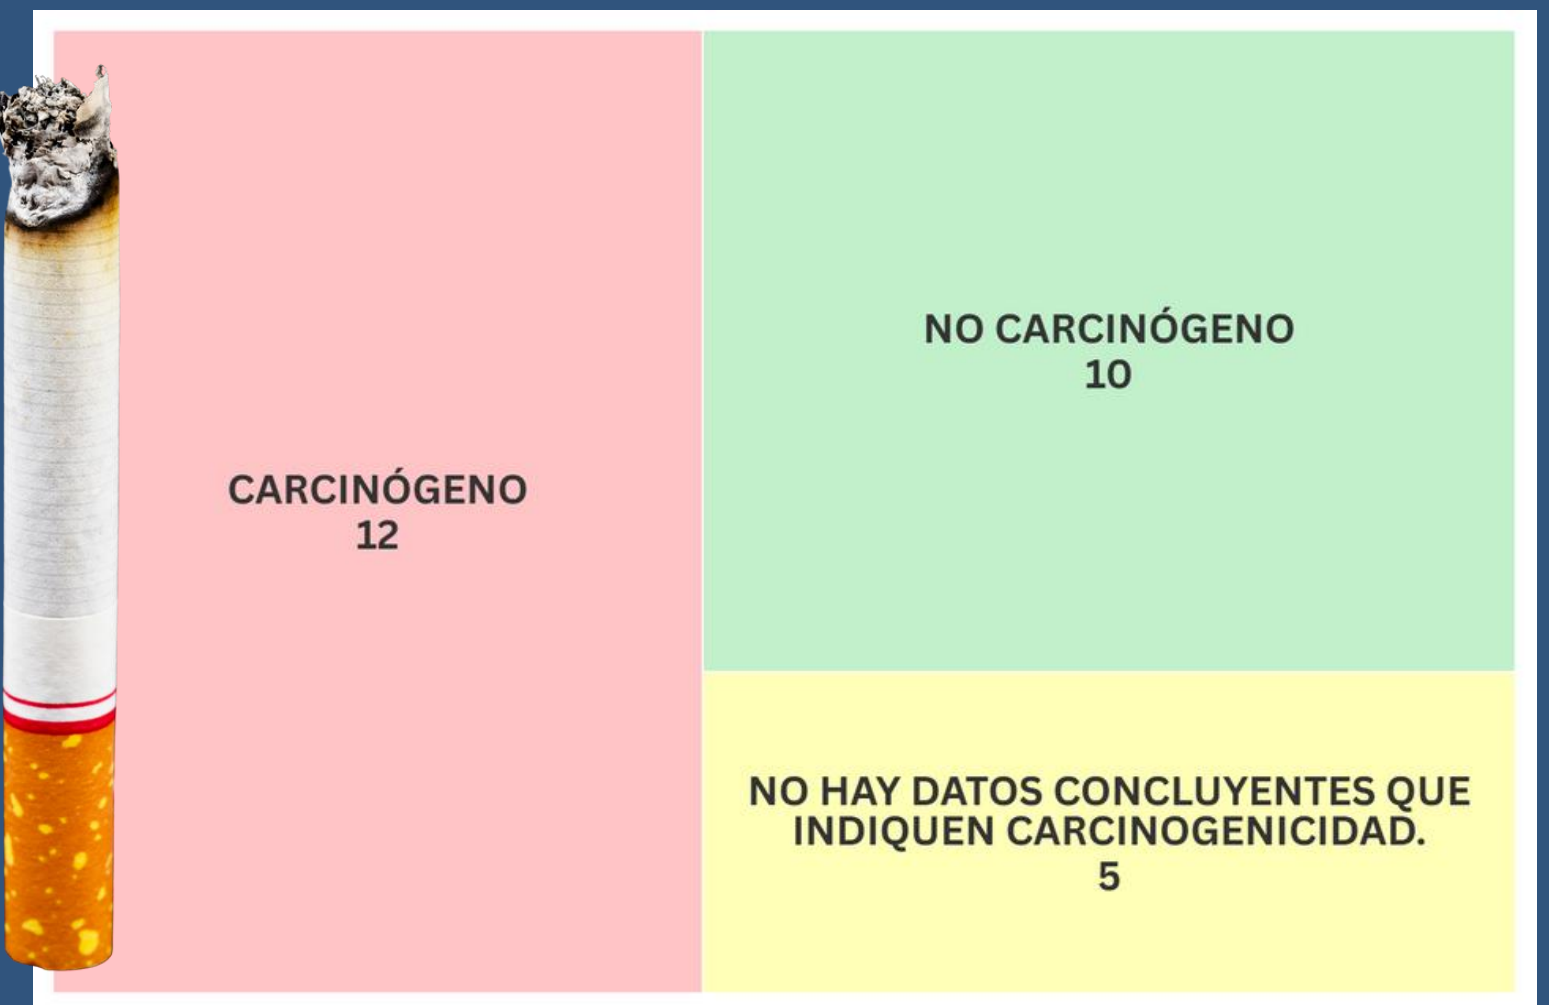 CARCINÓGENO
12
NO CARCINÓGENO
10
NO HAY DATOS CONCLUYENTES QUE
INDIQUEN CARCINOGENICIDAD.
5